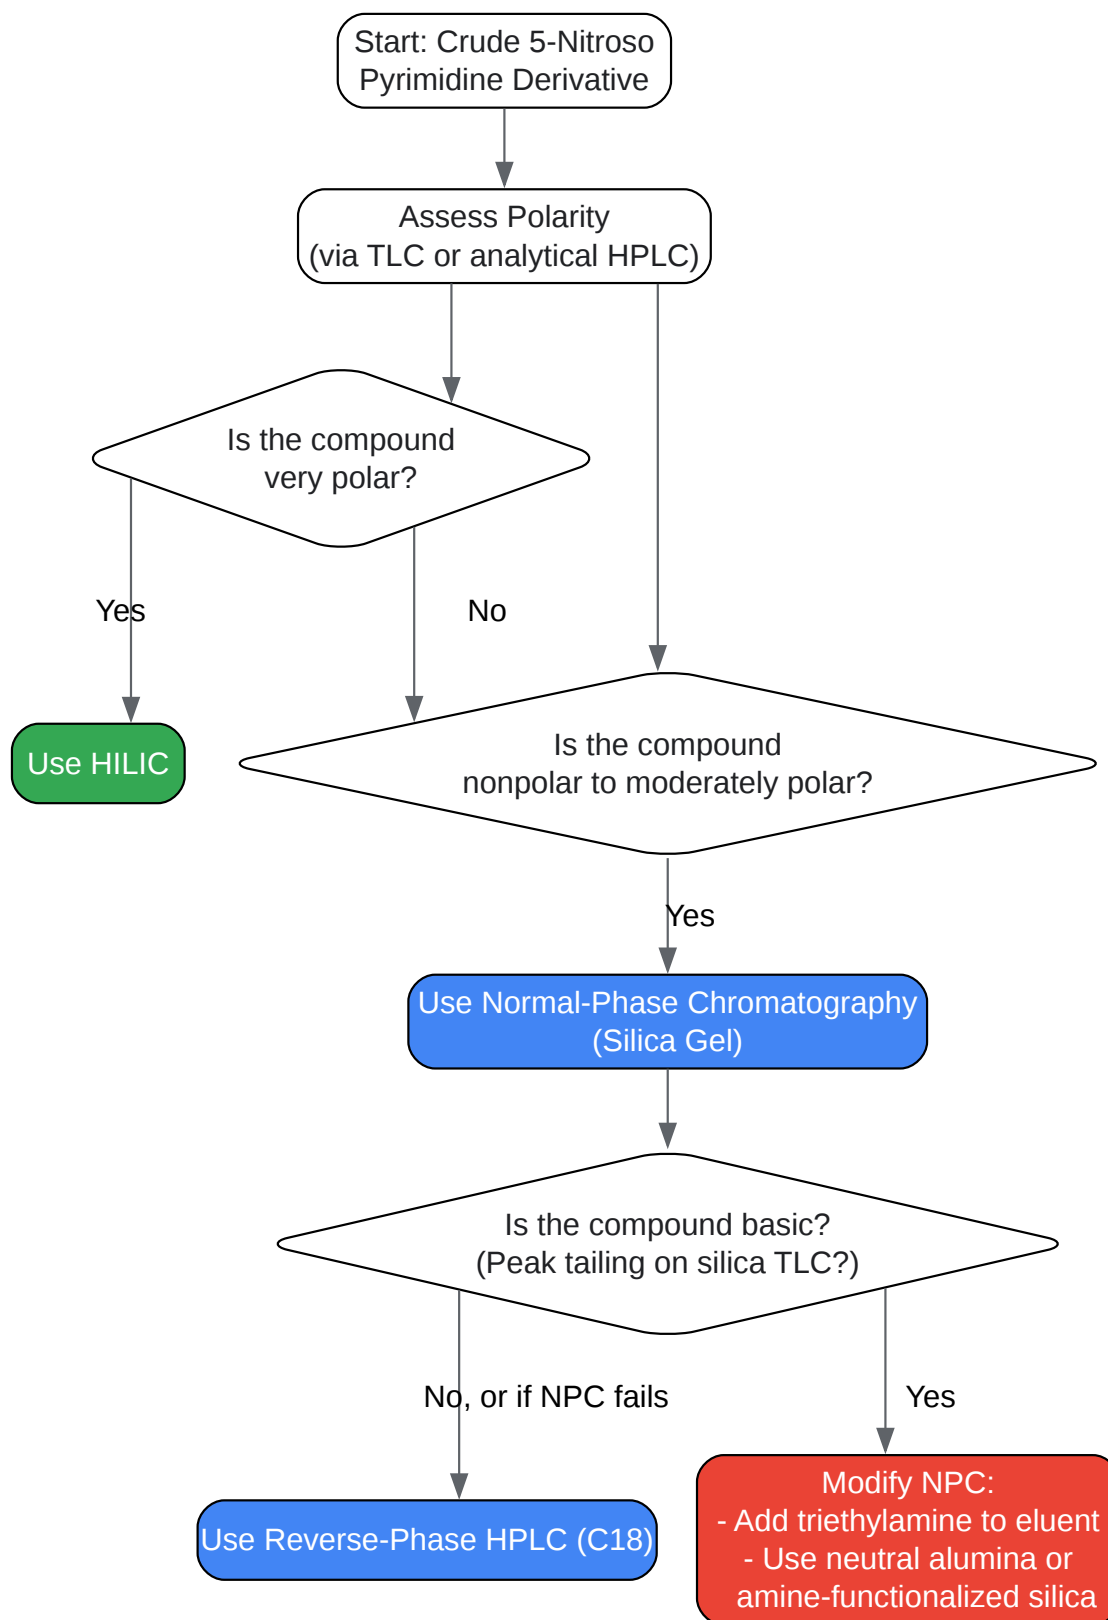 Start: Crude 5-Nitroso
Pyrimidine Derivative
Assess Polarity
(via TLC or analytical HPLC)
Is the compound
very polar?
Yes
No
Use HILIC
Is the compound
nonpolar to moderately polar?
Yes
Use Normal-Phase Chromatography
(Silica Gel)
Is the compound basic?
(Peak tailing on silica TLC?)
No, or if NPC fails
Yes
Use Reverse-Phase HPLC (C18)
Modify NPC:
- Add triethylamine to eluent
- Use neutral alumina or
amine-functionalized silica